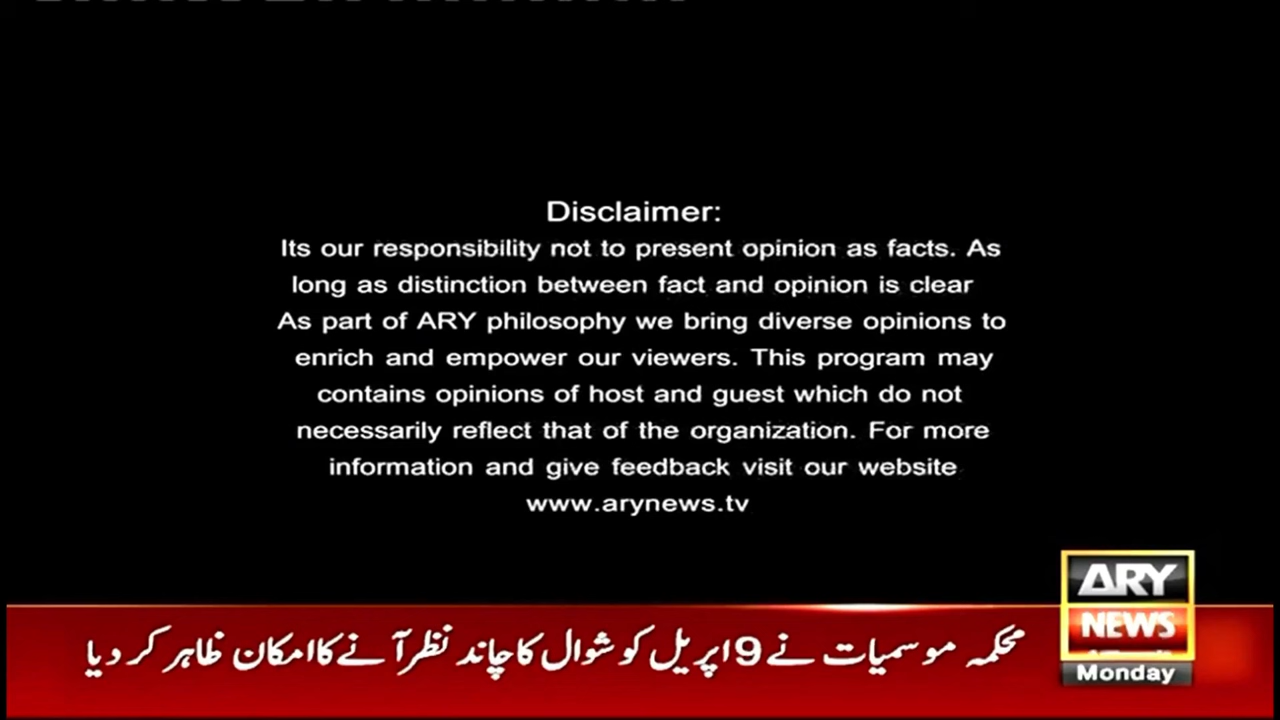 Disclaimer:
Its our responsibility not to present opinion as facts. As
long as distinction between fact and opinion is clear
As part of ARY philosophy we bring diverse opinions to
enrich and empower our viewers. This program may
contains opinions of host and guest which do not
necessarily reflect that of the organization. For more
information and give feedback visit our website
www.arynews.tv
ARY
NEWS
Monday
محکمہ موسمیات نے 9 اپریل کو شوال کا چاند نظر آنے کا امکان ظاہر کر دیا